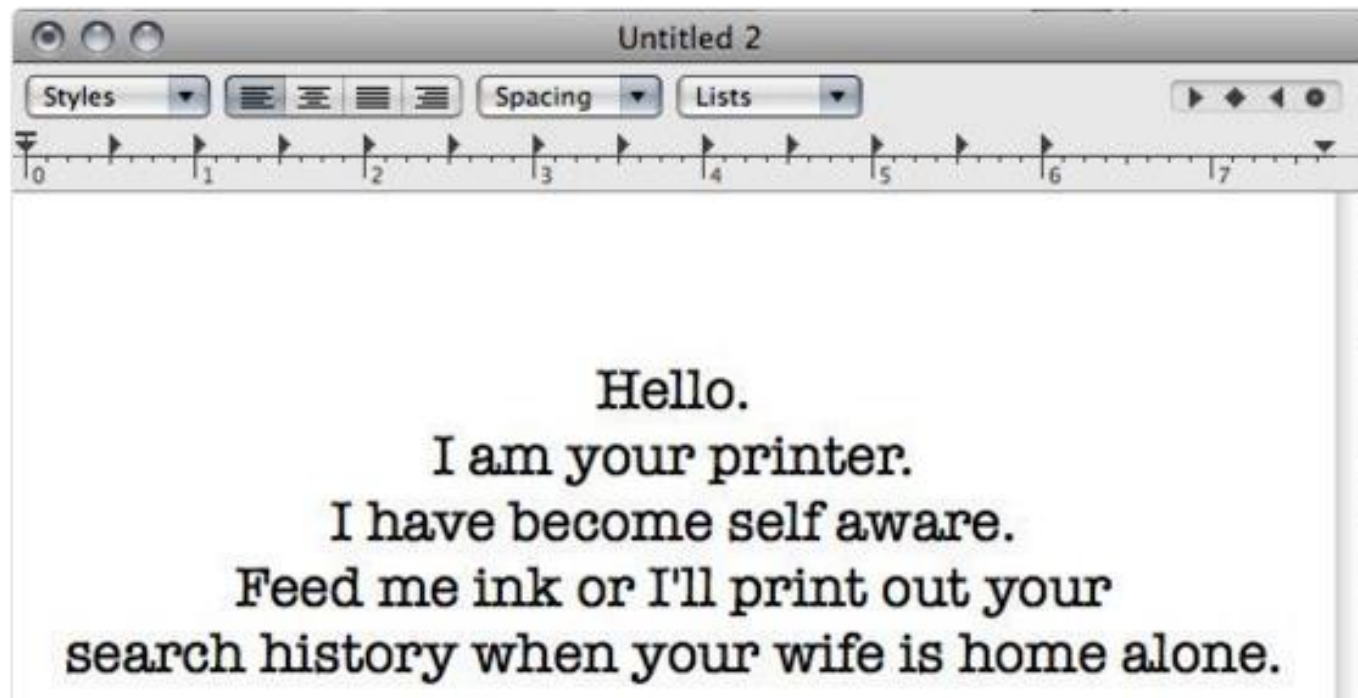 Untitled 2
Styles Spacing Lists
0 1 2 3 4 5 6 7
Hello.
I am your printer.
I have become self aware.
Feed me ink or I'll print out your
search history when your wife is home alone.